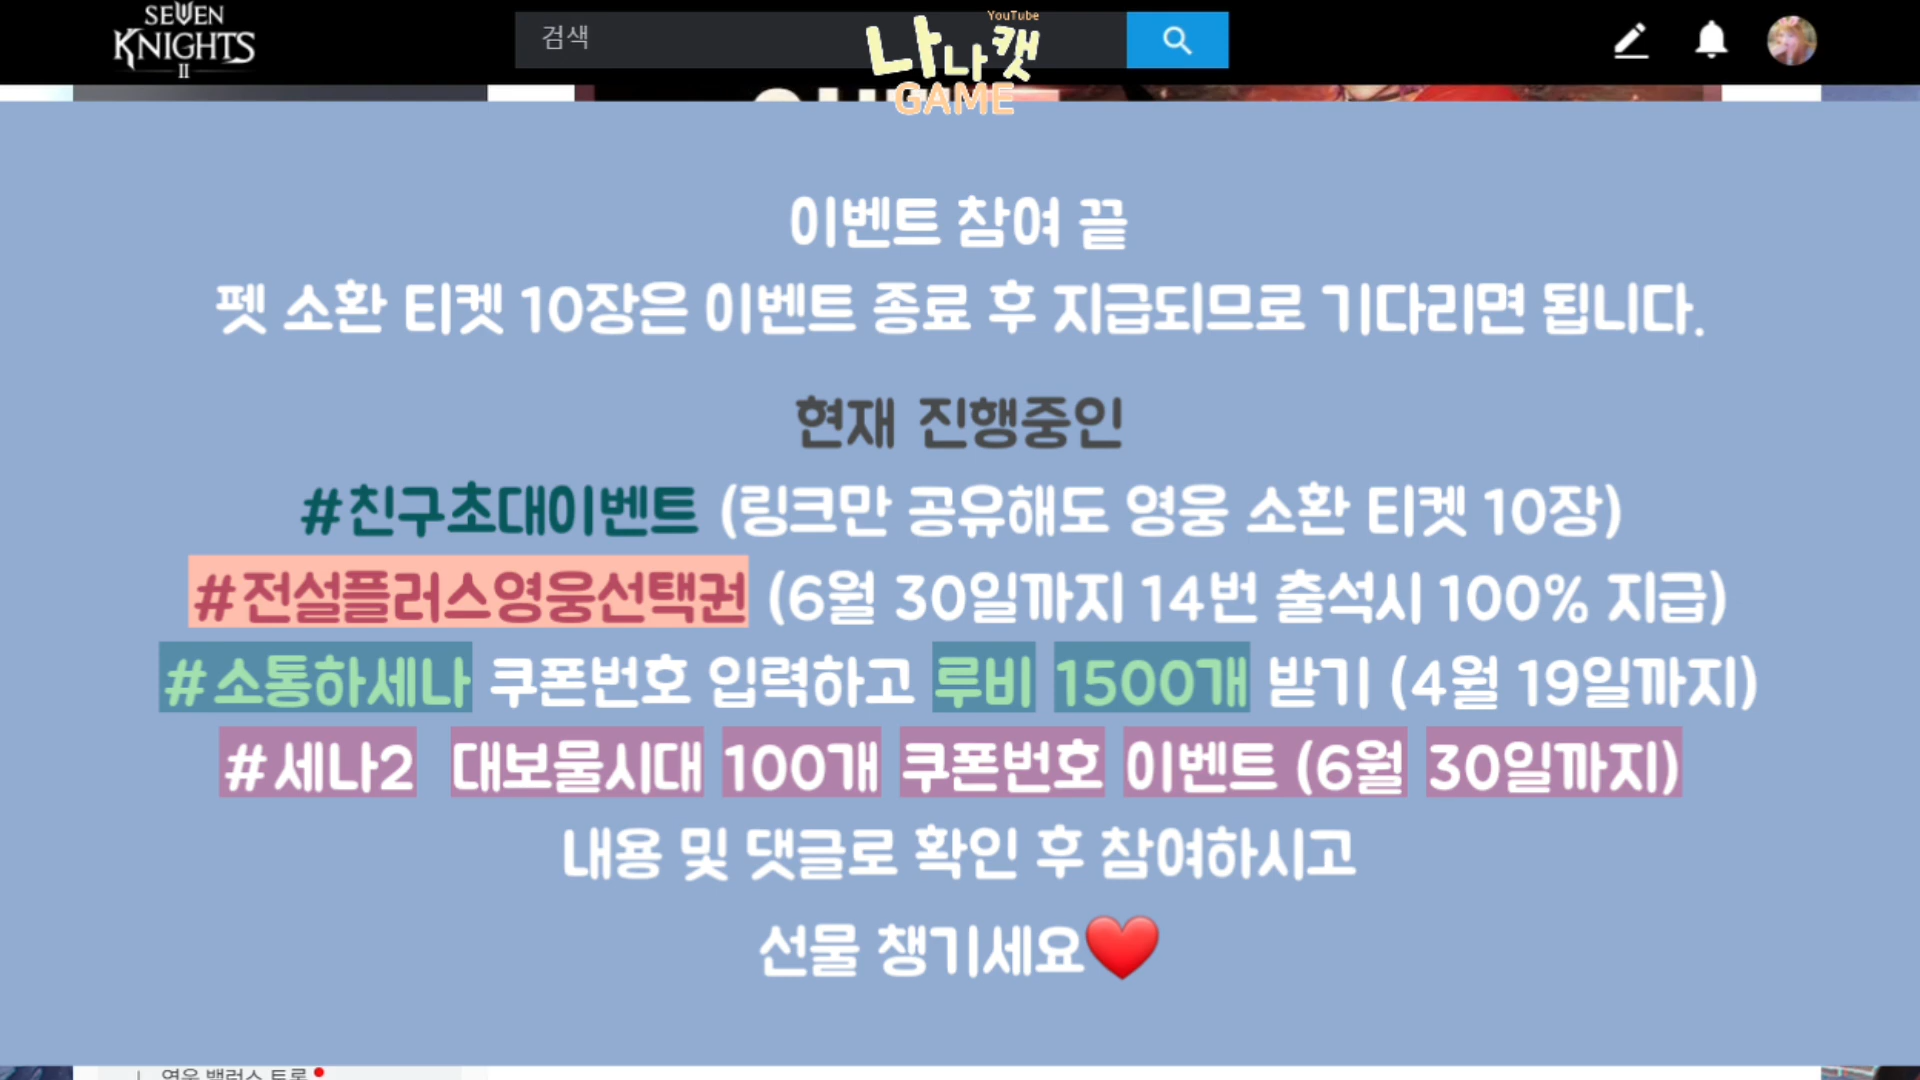 SEVEN
KNIGHTS
II
검색
YouTube
나나캣
GAME
이벤트 참여 끝
펫 소환 티켓 10장은 이벤트 종료 후 지급되므로 기다리면 됩니다.
현재 진행중인
#친구초대이벤트 (링크만 공유해도 영웅 소환 티켓 10장)
#전설플러스영웅선택권 (6월 30일까지 14번 출석시 100% 지급)
#소통하세나 쿠폰번호 입력하고 루비 1500개 받기 (4월 19일까지)
#세나2 대보물시대 100개 쿠폰번호 이벤트 (6월 30일까지)
내용 및 댓글로 확인 후 참여하시고
선물 챙기세요❤️
영웅 밸런스 토론